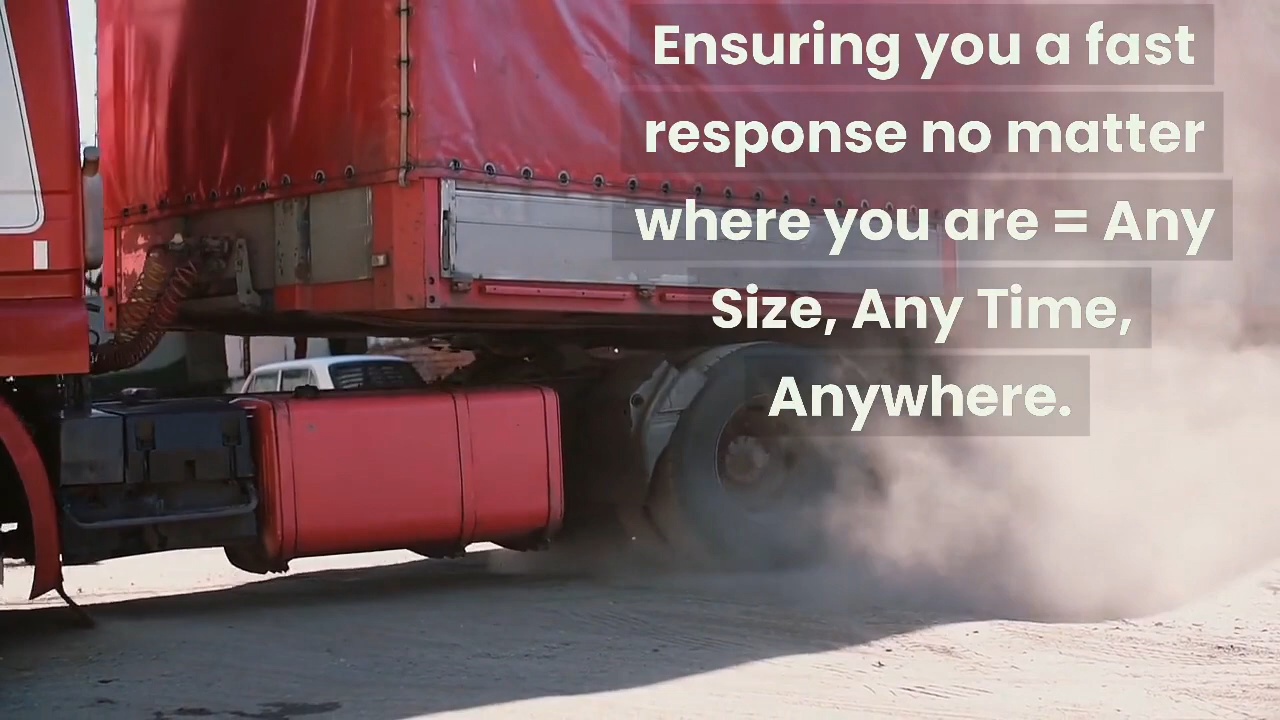 Ensuring you a fast
response no matter
where you are = Any
Size, Any Time,
Anywhere.